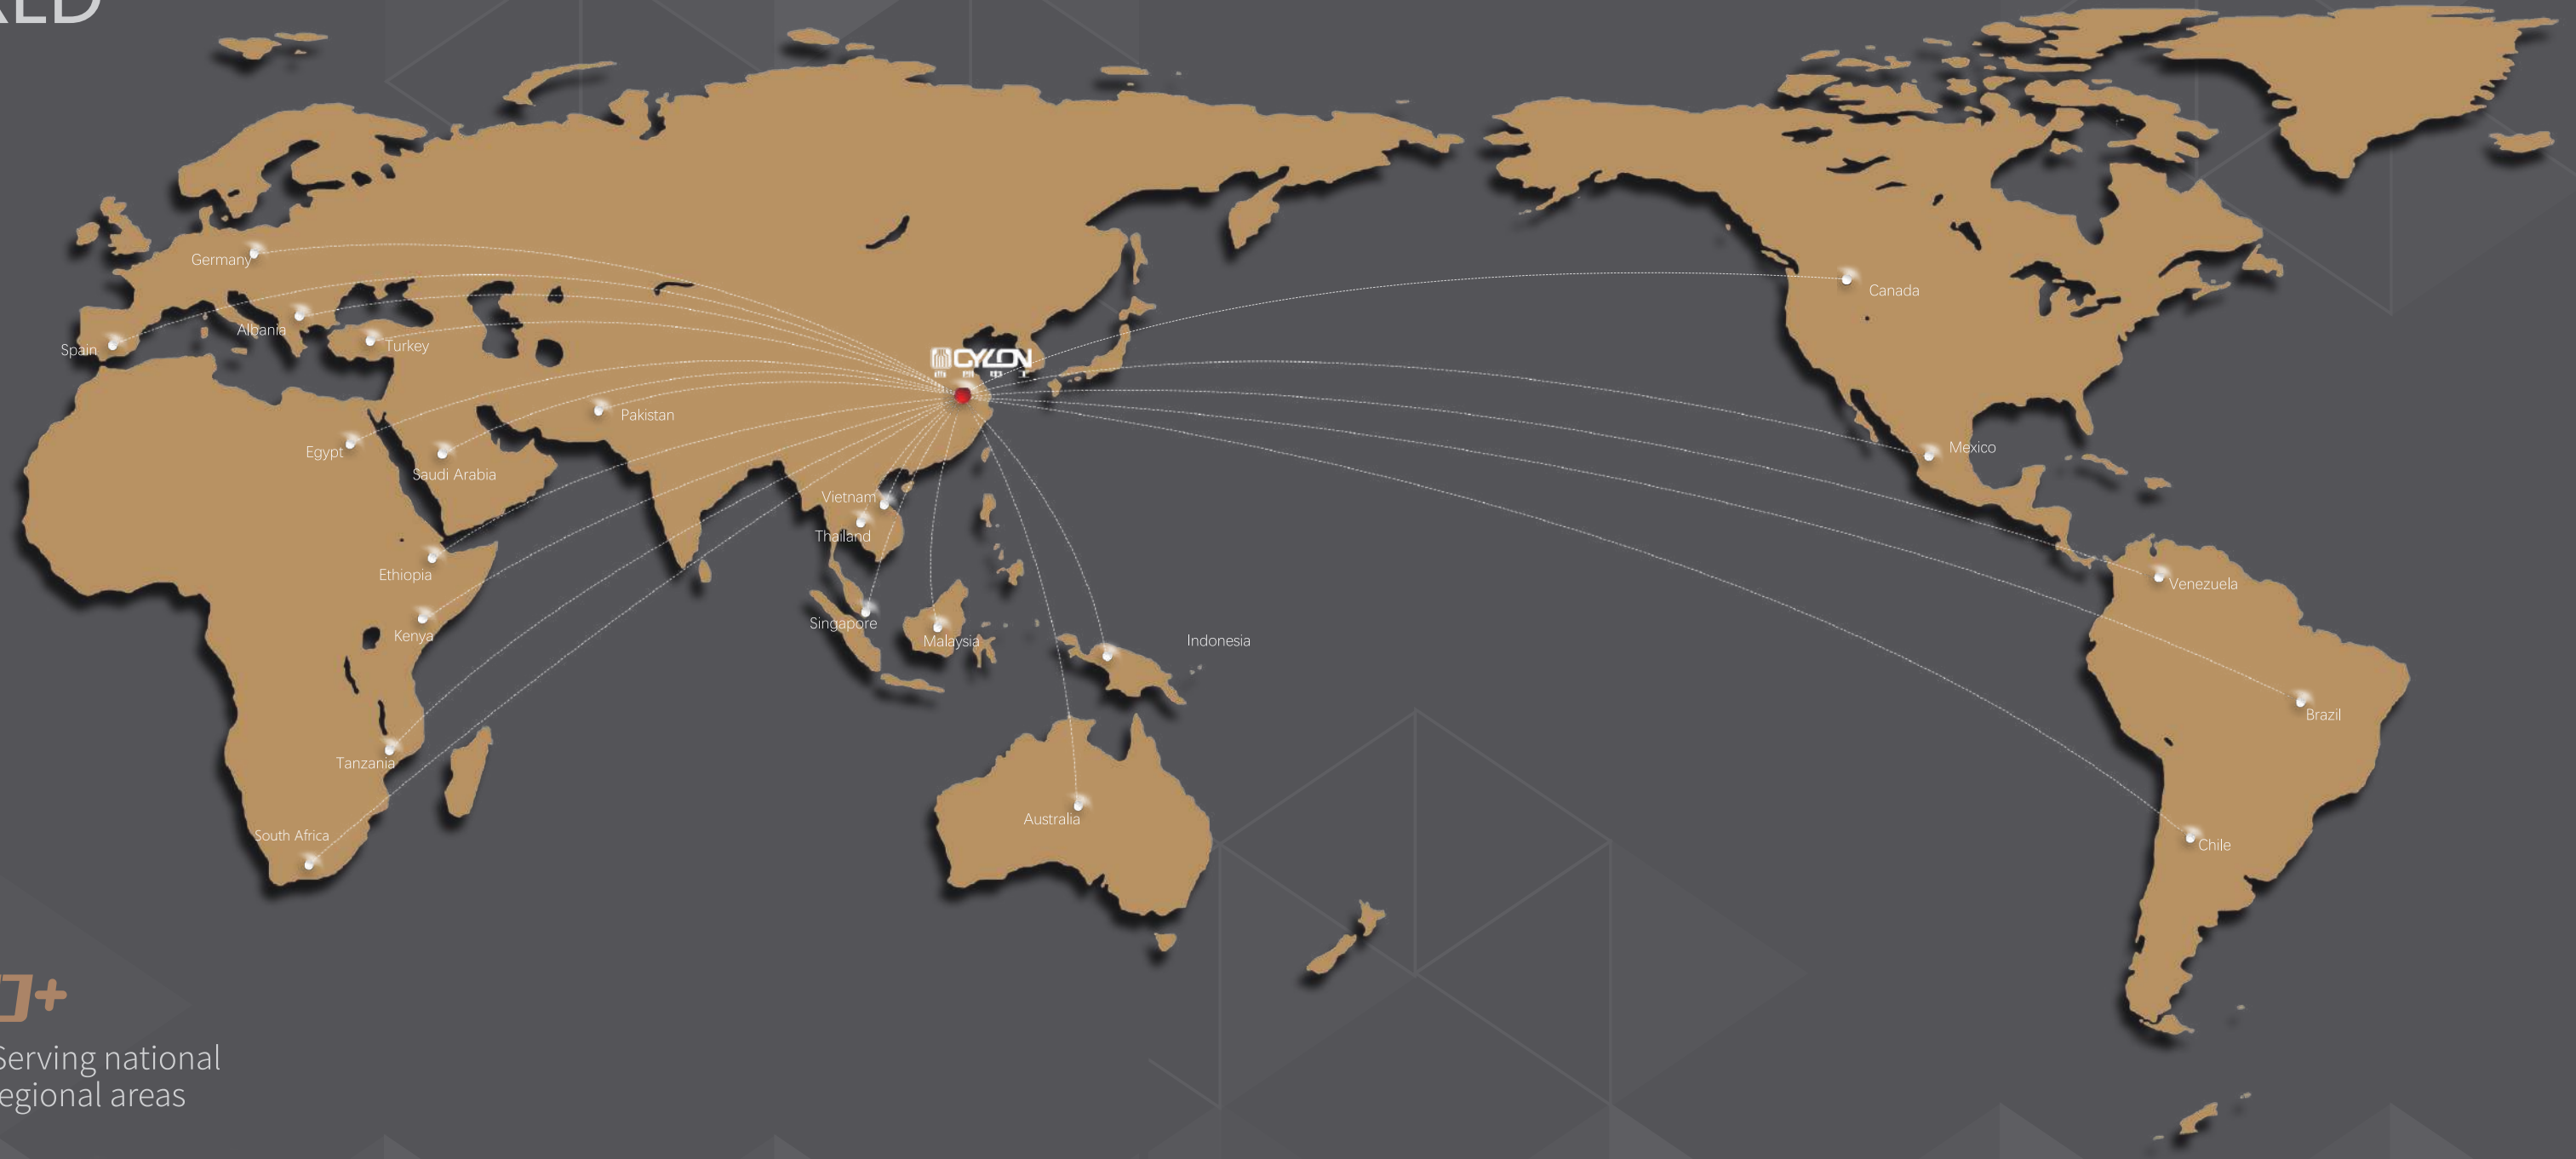 Germany
Canada
Albania
Turkey
Spain
CYLON
Pakistan
Mexico
Egypt
Saudi Arabia
Vietnam
Thailand
Ethiopia
Venezuela
Singapore
Kenya
Malaysia
Indonesia
Brazil
Tanzania
Australia
South Africa
Chile
Serving national
egional areas